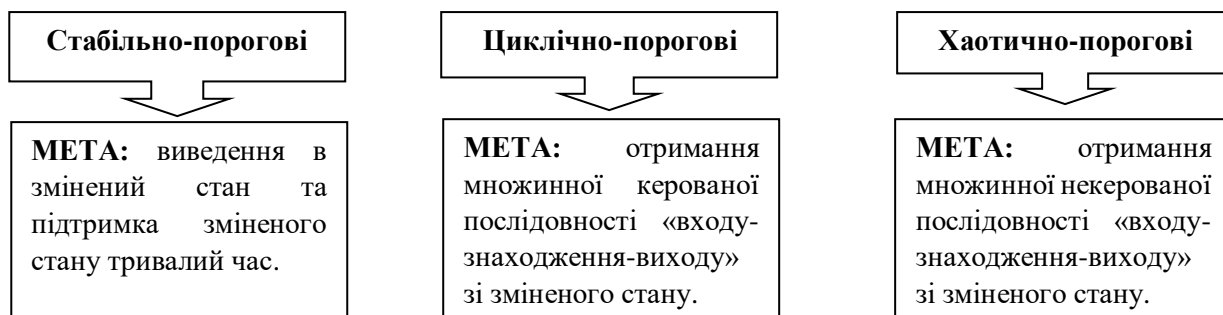 Стабільно-порогові
МЕТА: виведення в
змінений стан та
підтримка зміненого
стану тривалий час.
Циклічно-порогові
МЕТА: отримання
множинної керованої
послідовності «входу-
знаходження-виходу»
зі зміненого стану.
Хаотично-порогові
МЕТА: отримання
множинної некерованої
послідовності «входу-
знаходження-виходу»
зі зміненого стану.